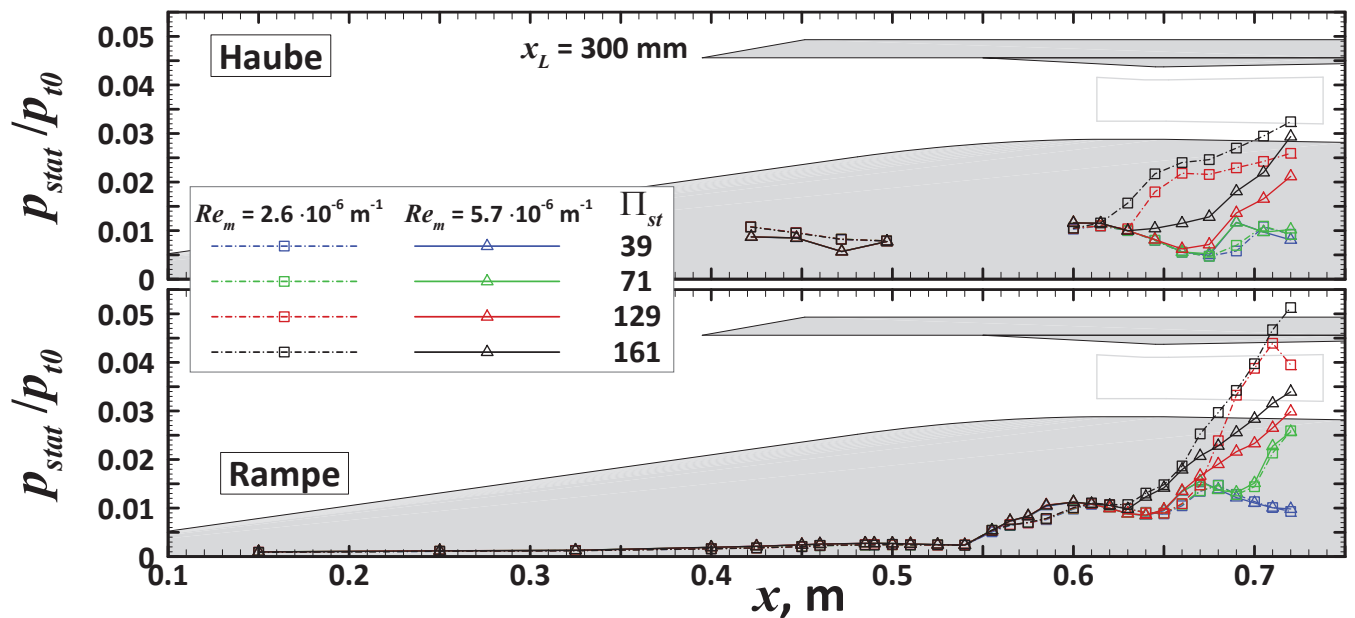 0.05
0.04
0.03
0.02
0.01
0
p_stat / p_t0
Haube
x_L = 300 mm
Re_m = 2.6 ·10^-6 m^-1 Re_m = 5.7 ·10^-6 m^-1 Π_st
39
71
129
161
0.05
0.04
0.03
0.02
0.01
0
p_stat / p_t0
Rampe
0.1 0.2 0.3 0.4 0.5 0.6 0.7
x, m